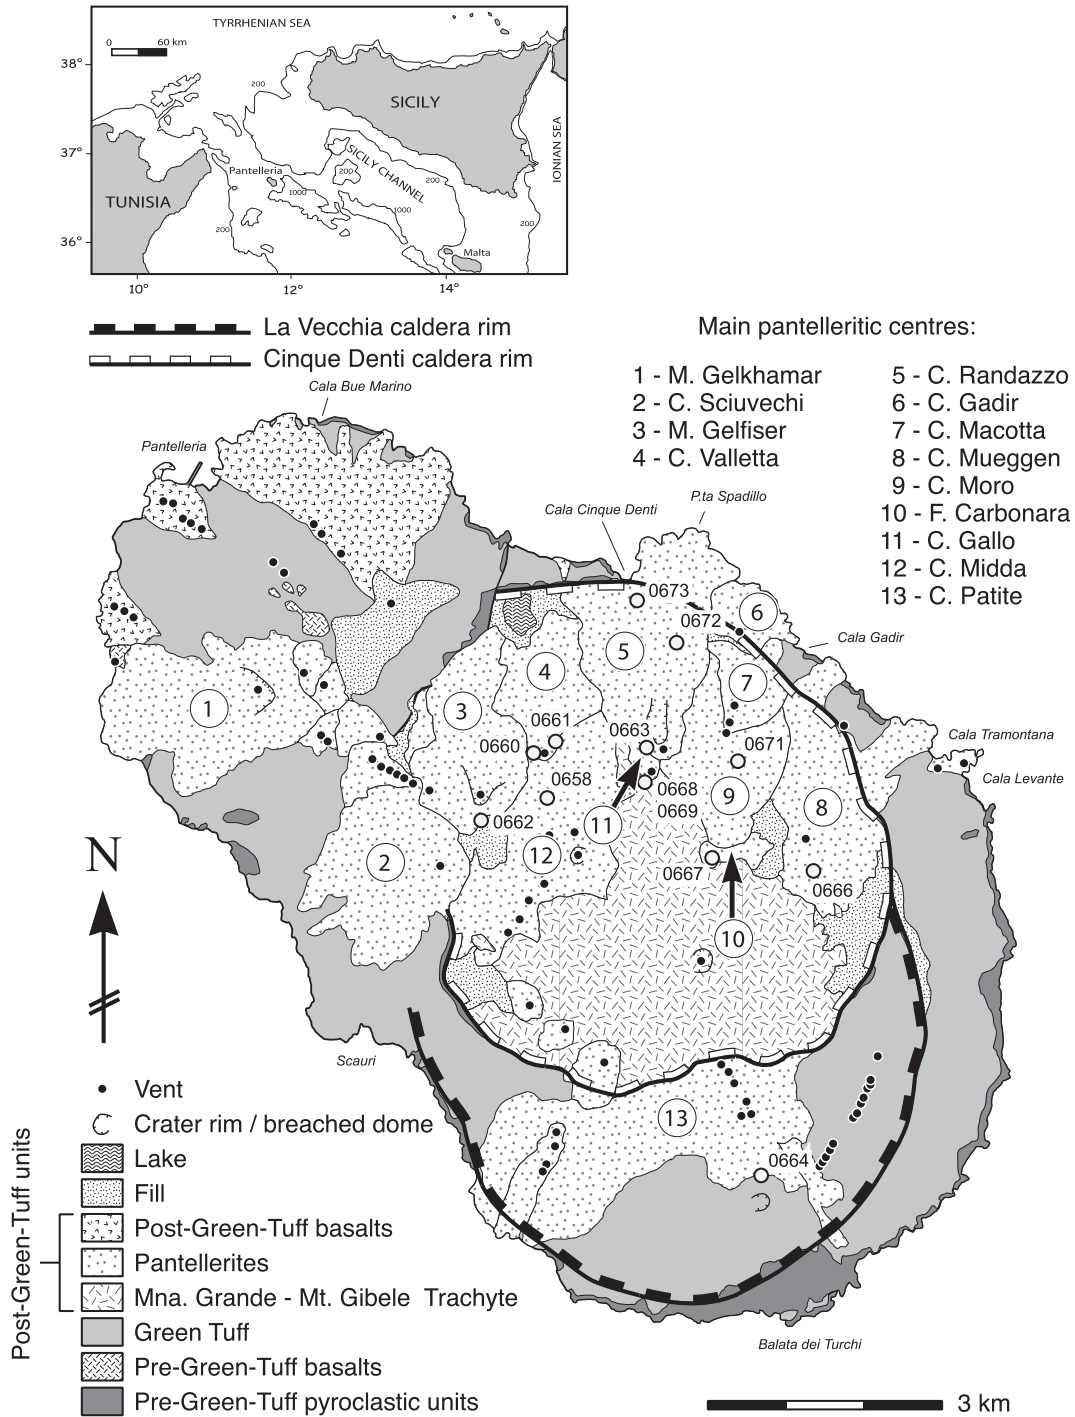 TYRRHENIAN SEA
0 60 km
38°
37°
36°
10° 12° 14°
200
SICILY
IONIAN SEA
SICILY CHANNEL
Pantelleria
200
200
1000
1000
TUNISIA
200
200
Malta
La Vecchia caldera rim
Cinque Denti caldera rim
Main pantelleritic centres:
1 - M. Gelkhamar
2 - C. Sciuvechi
3 - M. Gelfiser
4 - C. Valletta
5 - C. Randazzo
6 - C. Gadir
7 - C. Macotta
8 - C. Mueggen
9 - C. Moro
10 - F. Carbonara
11 - C. Gallo
12 - C. Midda
13 - C. Patite
Cala Bue Marino
Pantelleria
P.ta Spadillo
Cala Cinque Denti
0673
0672
6
Cala Gadir
5
4
7
3
1
0661
0663
0660
0671
Cala Tramontana
Cala Levante
0658
0668
0669
9
8
0662
11
12
2
0667
0666
N
10
Scauri
13
0664
Balata dei Turchi
Vent
Crater rim / breached dome
Lake
Fill
Post-Green-Tuff units
Post-Green-Tuff basalts
Pantellerites
Mna. Grande - Mt. Gibele Trachyte
Green Tuff
Pre-Green-Tuff basalts
Pre-Green-Tuff pyroclastic units
3 km